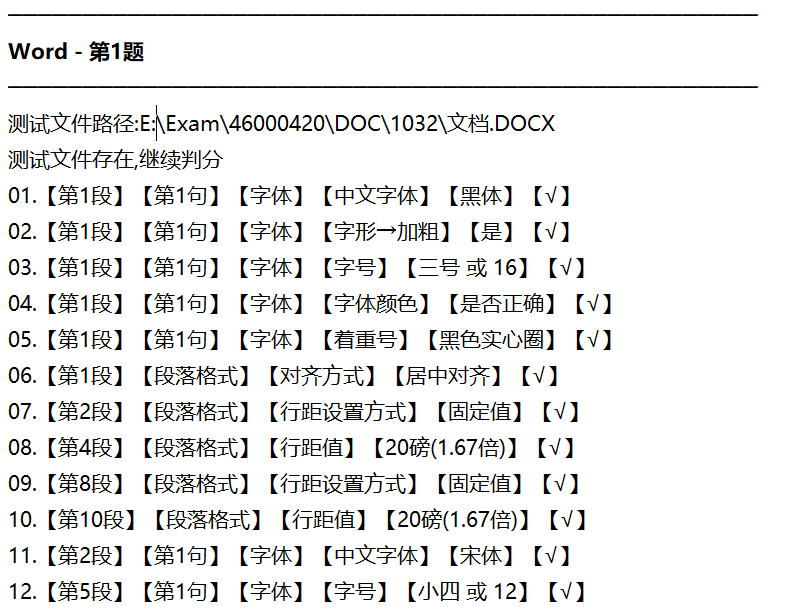 Word - 第1题
测试文件路径:E:\Exam\46000420\DOC\1032\文档.DOCX
测试文件存在,继续判分
01.【第1段】【第1句】【字体】【中文字体】【黑体】【√】
02.【第1段】【第1句】【字体】【字形→加粗】【是】【√】
03.【第1段】【第1句】【字体】【字号】【三号 或 16】【√】
04.【第1段】【第1句】【字体】【字体颜色】【是否正确】【√】
05.【第1段】【第1句】【字体】【着重号】【黑色实心圈】【√】
06.【第1段】【段落格式】【对齐方式】【居中对齐】【√】
07.【第2段】【段落格式】【行距设置方式】【固定值】【√】
08.【第4段】【段落格式】【行距值】【20磅(1.67倍)】【√】
09.【第8段】【段落格式】【行距设置方式】【固定值】【√】
10.【第10段】【段落格式】【行距值】【20磅(1.67倍)】【√】
11.【第2段】【第1句】【字体】【中文字体】【宋体】【√】
12.【第5段】【第1句】【字体】【字号】【小四 或 12】【√】